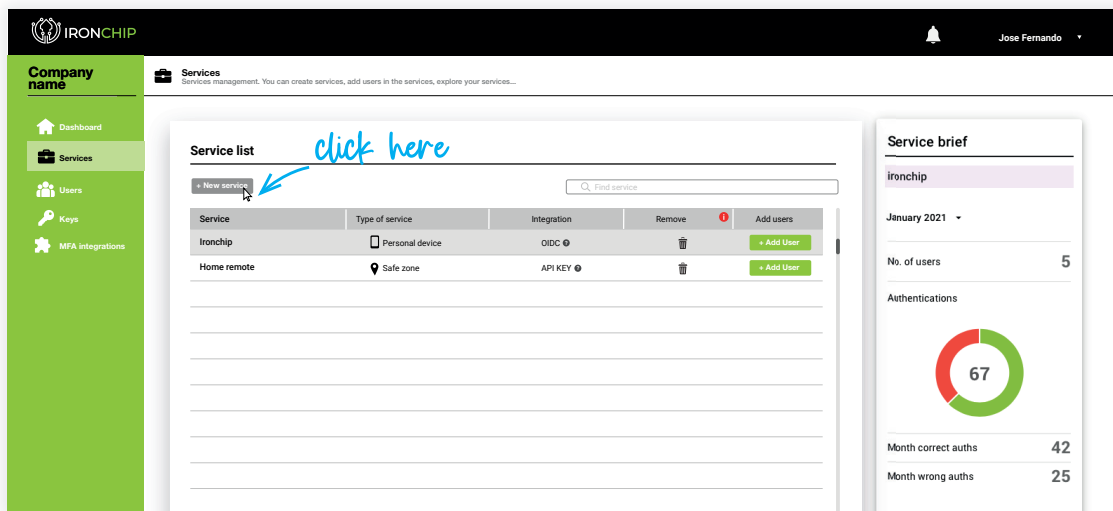 IRONCHIP
Jose Fernando
Company
name
Services
Services management. You can create services, add users in the services, explore your services...
Dashboard
Services
Users
Keys
MFA integrations
Service list
click here
+ New service
Find service
Service Type of service Integration Remove Add users
Ironchip Personal device OIDC + Add User
Home remote Safe zone API KEY + Add User
Service brief
ironchip
January 2021
No. of users 5
Authentications
67
Month correct auths 42
Month wrong auths 25